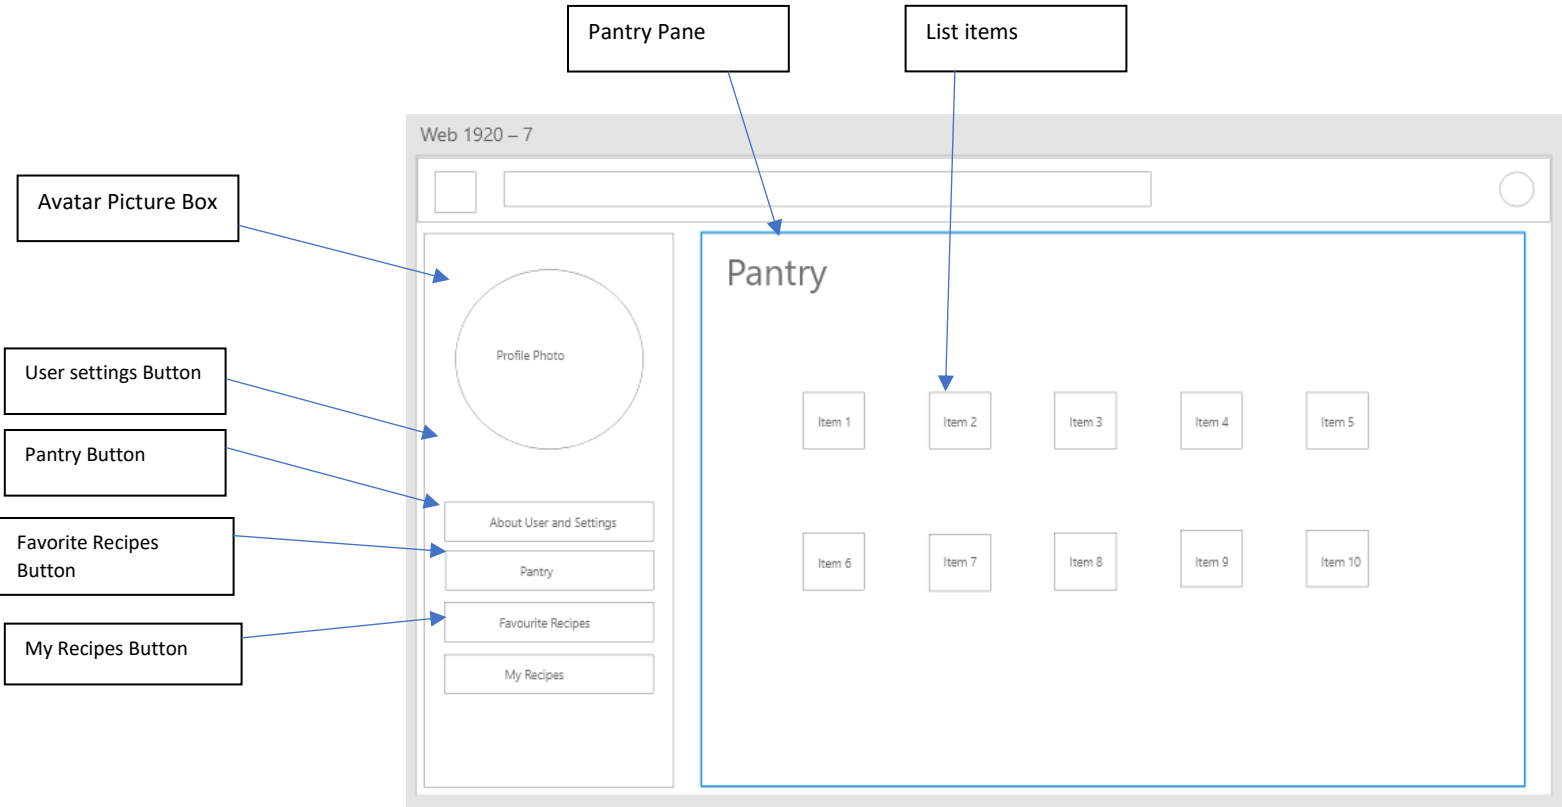 Pantry Pane
List items
Web 1920 – 7
Avatar Picture Box
Pantry
Profile Photo
User settings Button
Item 1
Item 2
Item 3
Item 4
Item 5
Pantry Button
About User and Settings
Favorite Recipes
Button
Pantry
Item 6
Item 7
Item 8
Item 9
Item 10
Favourite Recipes
My Recipes Button
My Recipes